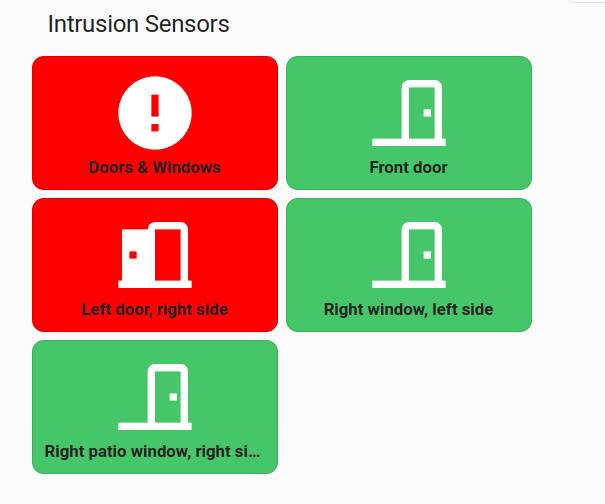 Intrusion Sensors
Doors & Windows
Front door
Left door, right side
Right window, left side
Right patio window, right si...